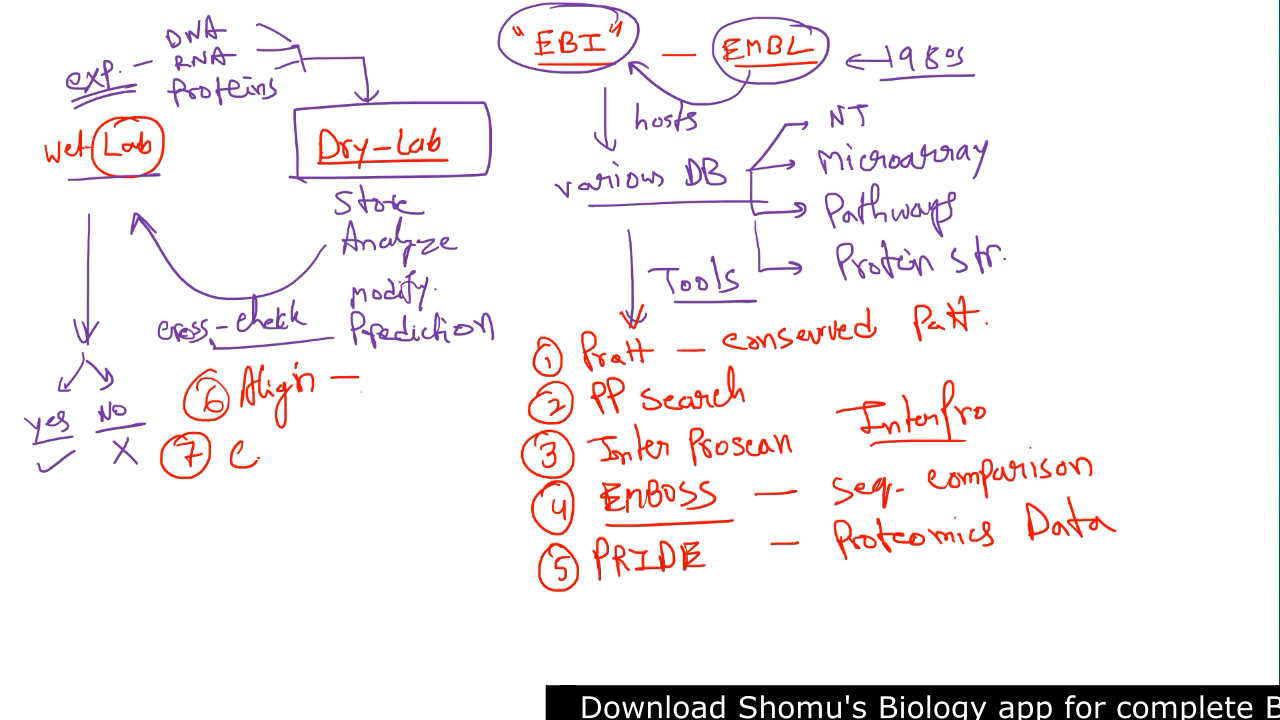 exp. - DNA
RNA
Proteins
Wet Lab
Dry-Lab
Store
Analyze
modify.
Prediction
cross-check
Yes
NO
X
⑥ Align —
⑦ C
"EBI" — EMBL ← 1980s
hosts
various DB
NT
Microarray
Pathways
Protein str.
Tools
① Pratt — conserved Patt.
② PP search
③ Inter Proscan Interpro
④ EMBOSS — Seq. comparison
⑤ PRIDE — Proteomics Data
Download Shomu's Biology app for complete B